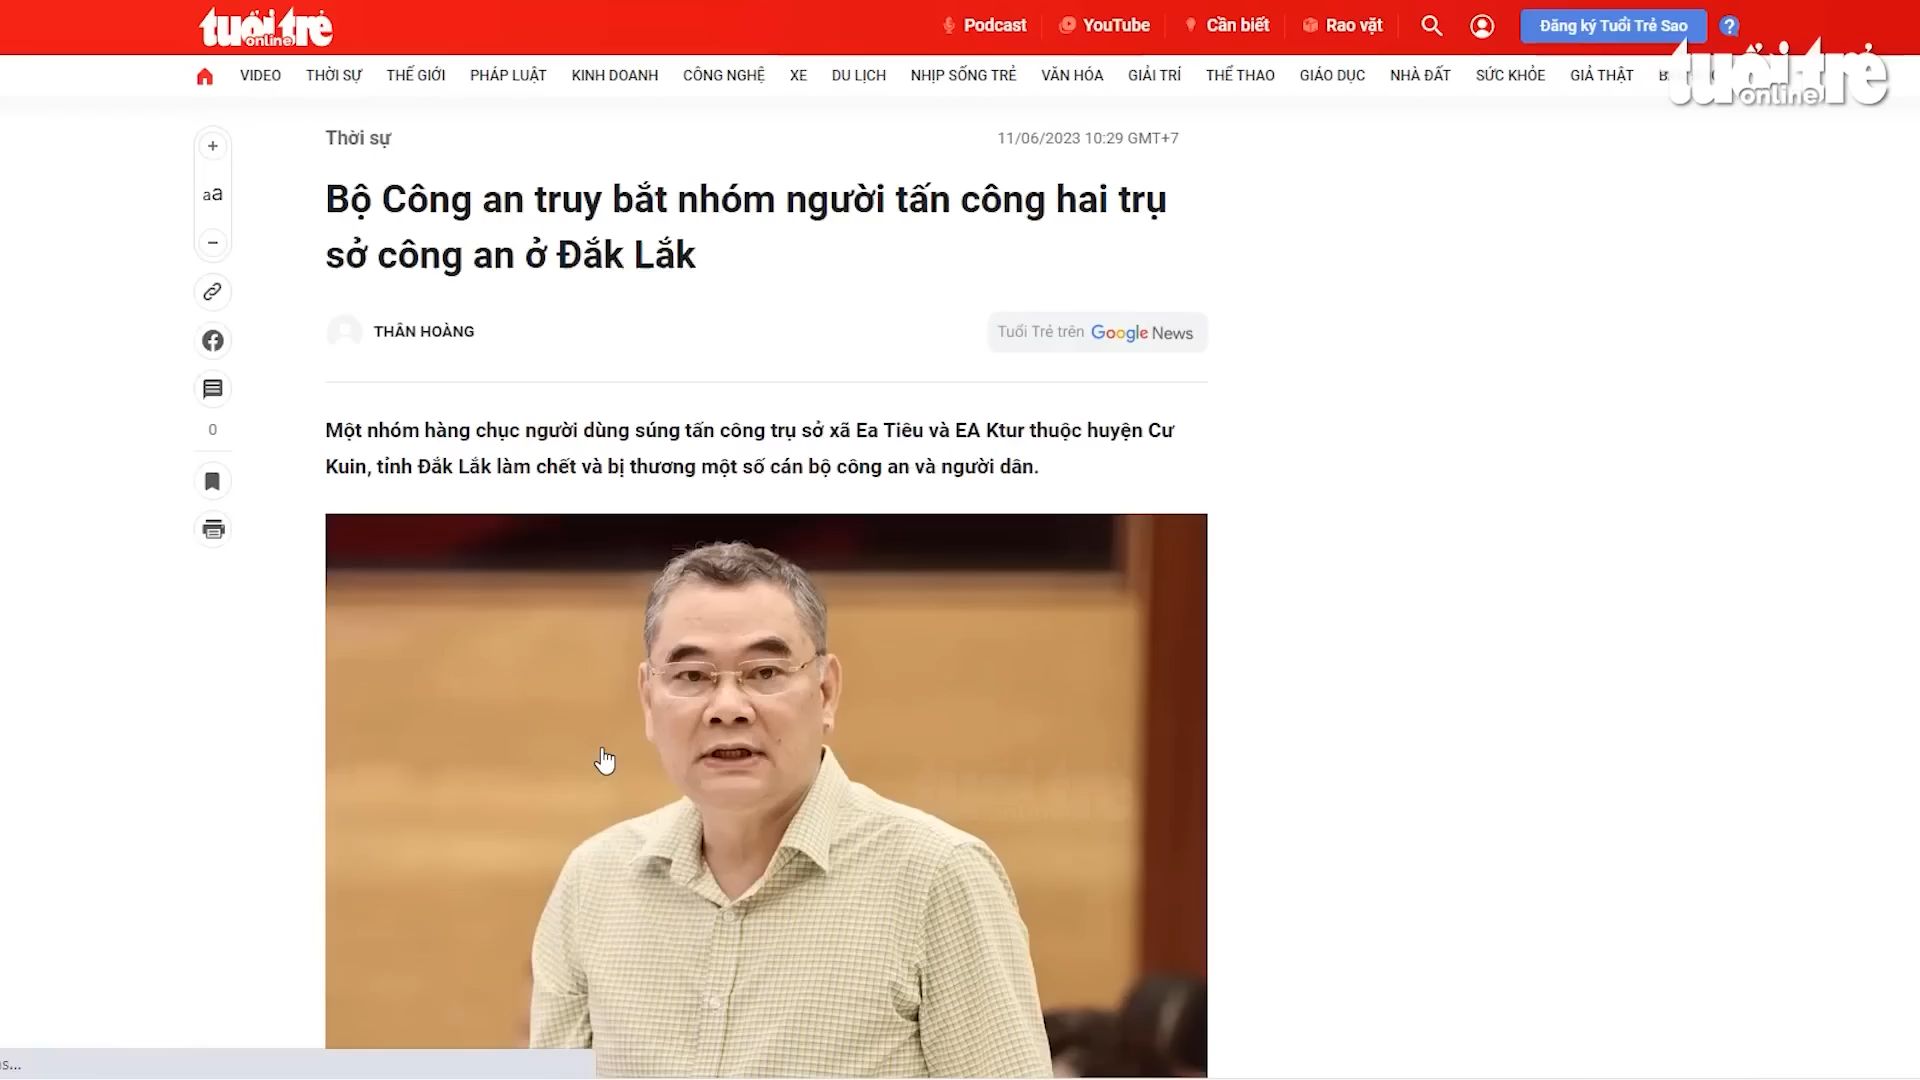 tuổi trẻ
online
Podcast
YouTube
Cần biết
Rao vặt
Đăng ký Tuổi Trẻ Sao
?
tuổi trẻ
online
VIDEO THỜI SỰ THẾ GIỚI PHÁP LUẬT KINH DOANH CÔNG NGHỆ XE DU LỊCH NHỊP SỐNG TRẺ VĂN HÓA GIẢI TRÍ THỂ THAO GIÁO DỤC NHÀ ĐẤT SỨC KHỎE GIẢ THẬT
+
aa
−
0
Thời sự
11/06/2023 10:29 GMT+7
Bộ Công an truy bắt nhóm người tấn công hai trụ
sở công an ở Đắk Lắk
THÂN HOÀNG
Tuổi Trẻ trên Google News
Một nhóm hàng chục người dùng súng tấn công trụ sở xã Ea Tiêu và EA Ktur thuộc huyện Cư
Kuin, tỉnh Đắk Lắk làm chết và bị thương một số cán bộ công an và người dân.